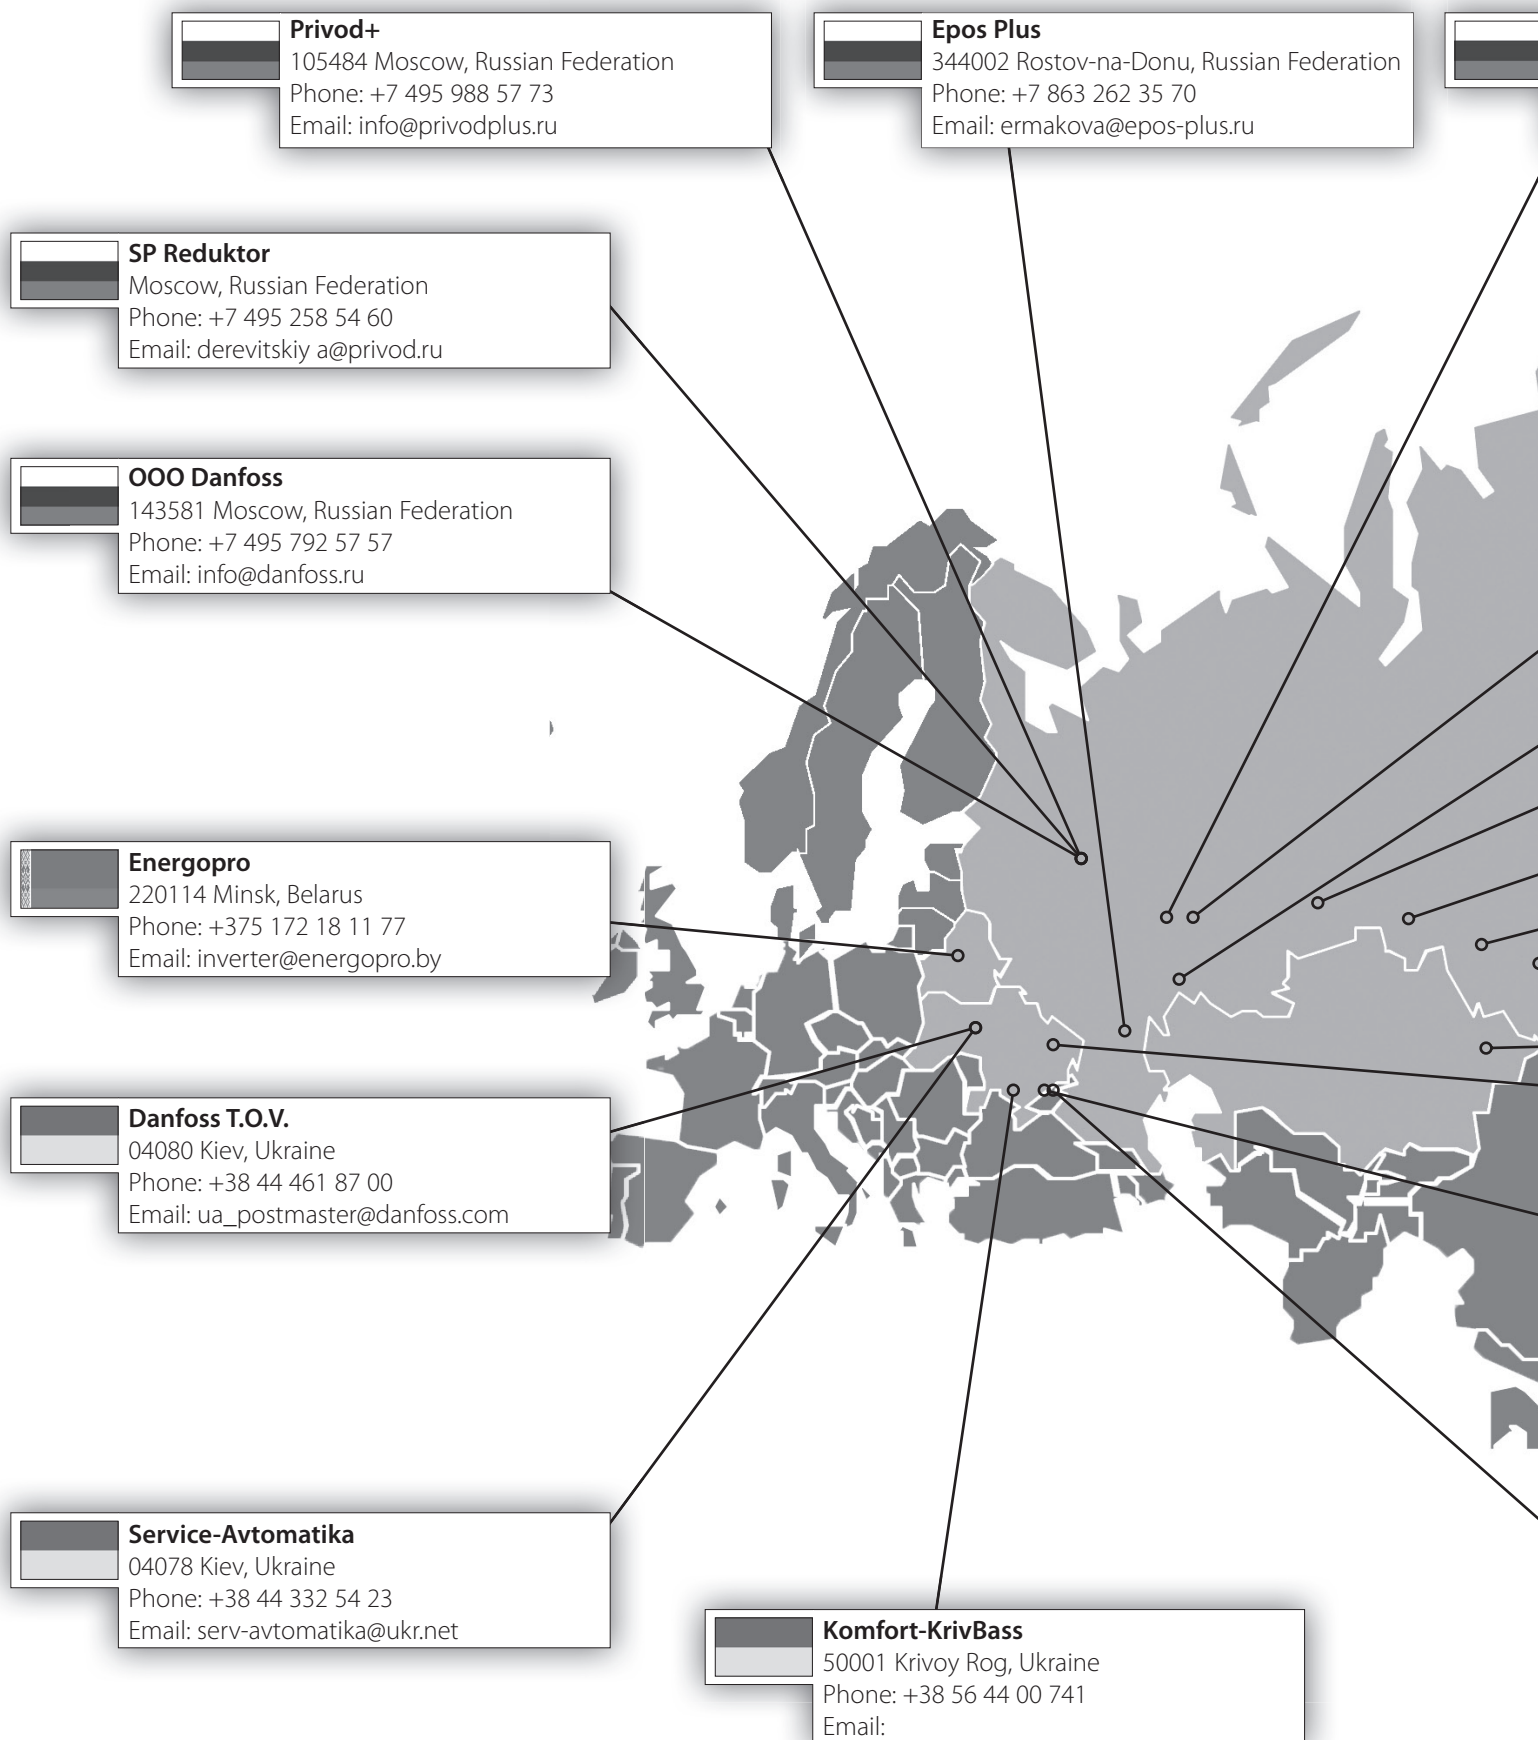 Privod+
105484 Moscow, Russian Federation
Phone: +7 495 988 57 73
Email: info@privodplus.ru
Epos Plus
344002 Rostov-na-Donu, Russian Federation
Phone: +7 863 262 35 70
Email: ermakova@epos-plus.ru
SP Reduktor
Moscow, Russian Federation
Phone: +7 495 258 54 60
Email: derevitskiy a@privod.ru
OOO Danfoss
143581 Moscow, Russian Federation
Phone: +7 495 792 57 57
Email: info@danfoss.ru
Energopro
220114 Minsk, Belarus
Phone: +375 172 18 11 77
Email: inverter@energopro.by
Danfoss T.O.V.
04080 Kiev, Ukraine
Phone: +38 44 461 87 00
Email: ua_postmaster@danfoss.com
Service-Avtomatika
04078 Kiev, Ukraine
Phone: +38 44 332 54 23
Email: serv-avtomatika@ukr.net
Komfort-KrivBass
50001 Krivoy Rog, Ukraine
Phone: +38 56 44 00 741
Email: